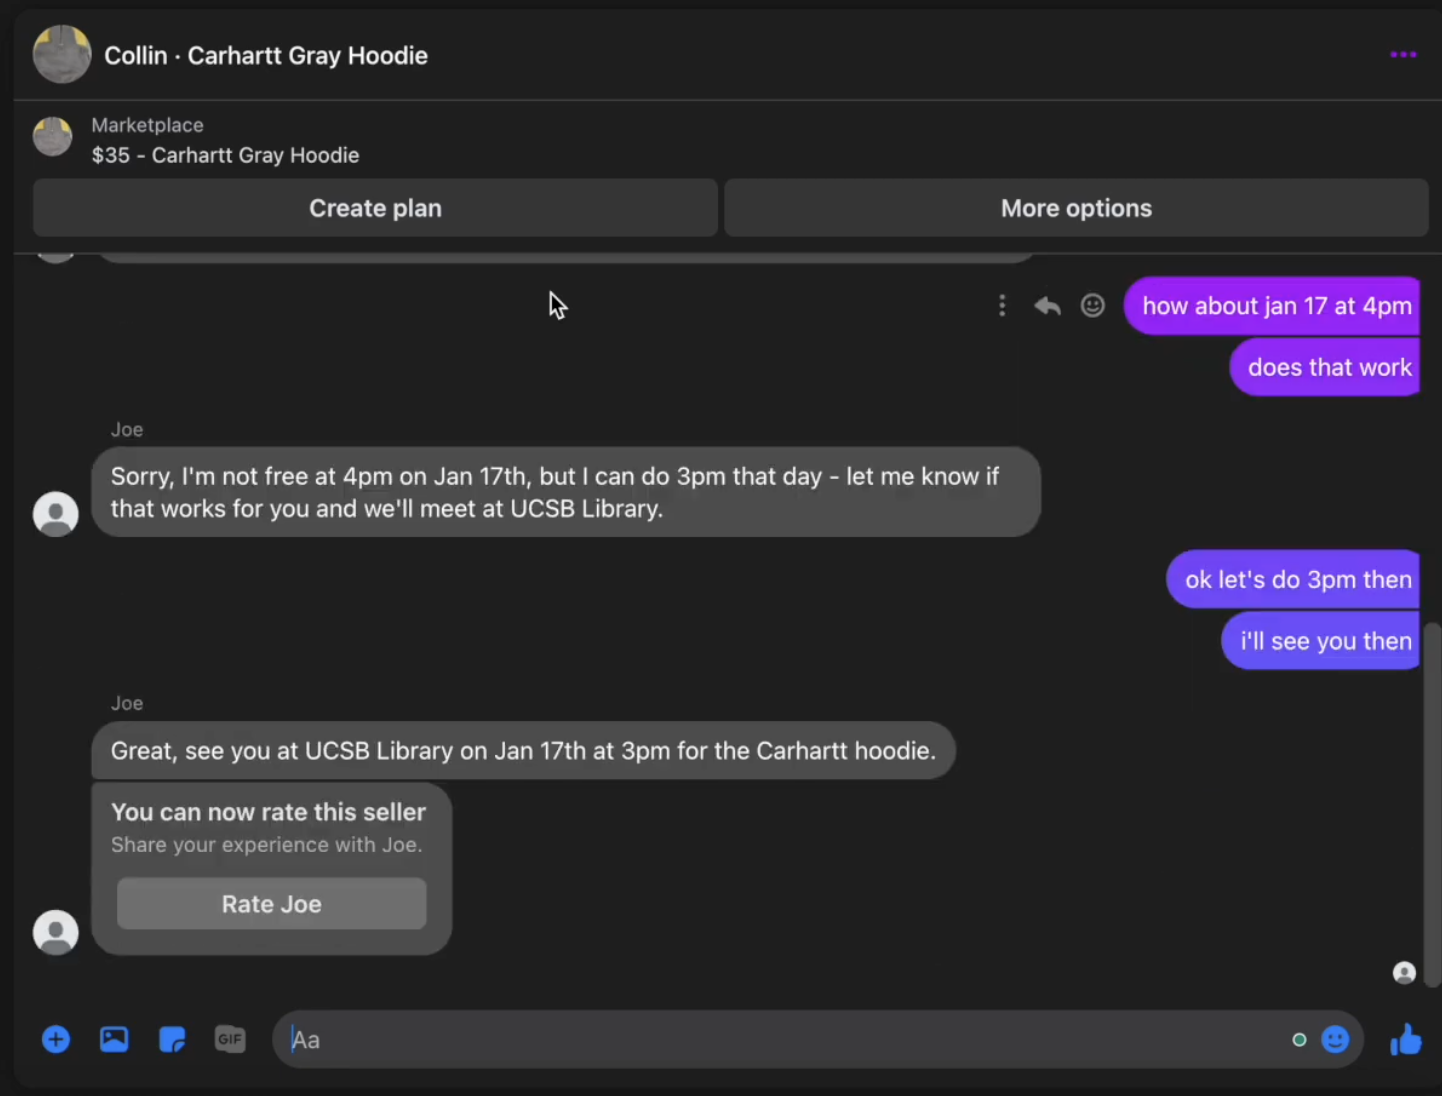 Collin · Carhartt Gray Hoodie
Marketplace
$35 - Carhartt Gray Hoodie
Create plan
More options
how about jan 17 at 4pm
does that work
Joe
Sorry, I'm not free at 4pm on Jan 17th, but I can do 3pm that day - let me know if
that works for you and we'll meet at UCSB Library.
ok let's do 3pm then
i'll see you then
Joe
Great, see you at UCSB Library on Jan 17th at 3pm for the Carhartt hoodie.
You can now rate this seller
Share your experience with Joe.
Rate Joe
GIF
Aa